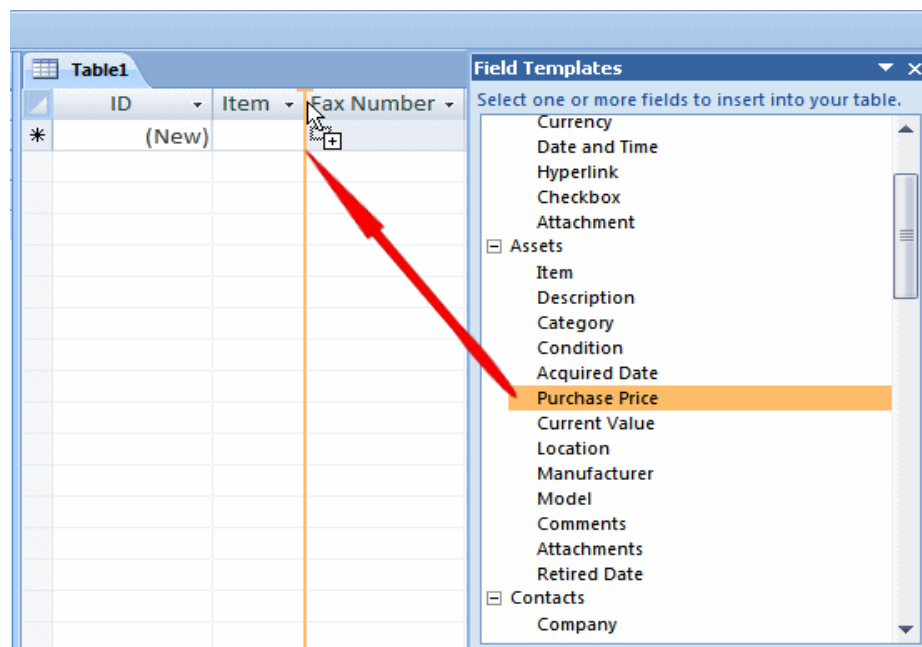 Table1
ID Item Fax Number
* (New)
Field Templates
Select one or more fields to insert into your table.
Currency
Date and Time
Hyperlink
Checkbox
Attachment
Assets
Item
Description
Category
Condition
Acquired Date
Purchase Price
Current Value
Location
Manufacturer
Model
Comments
Attachments
Retired Date
Contacts
Company